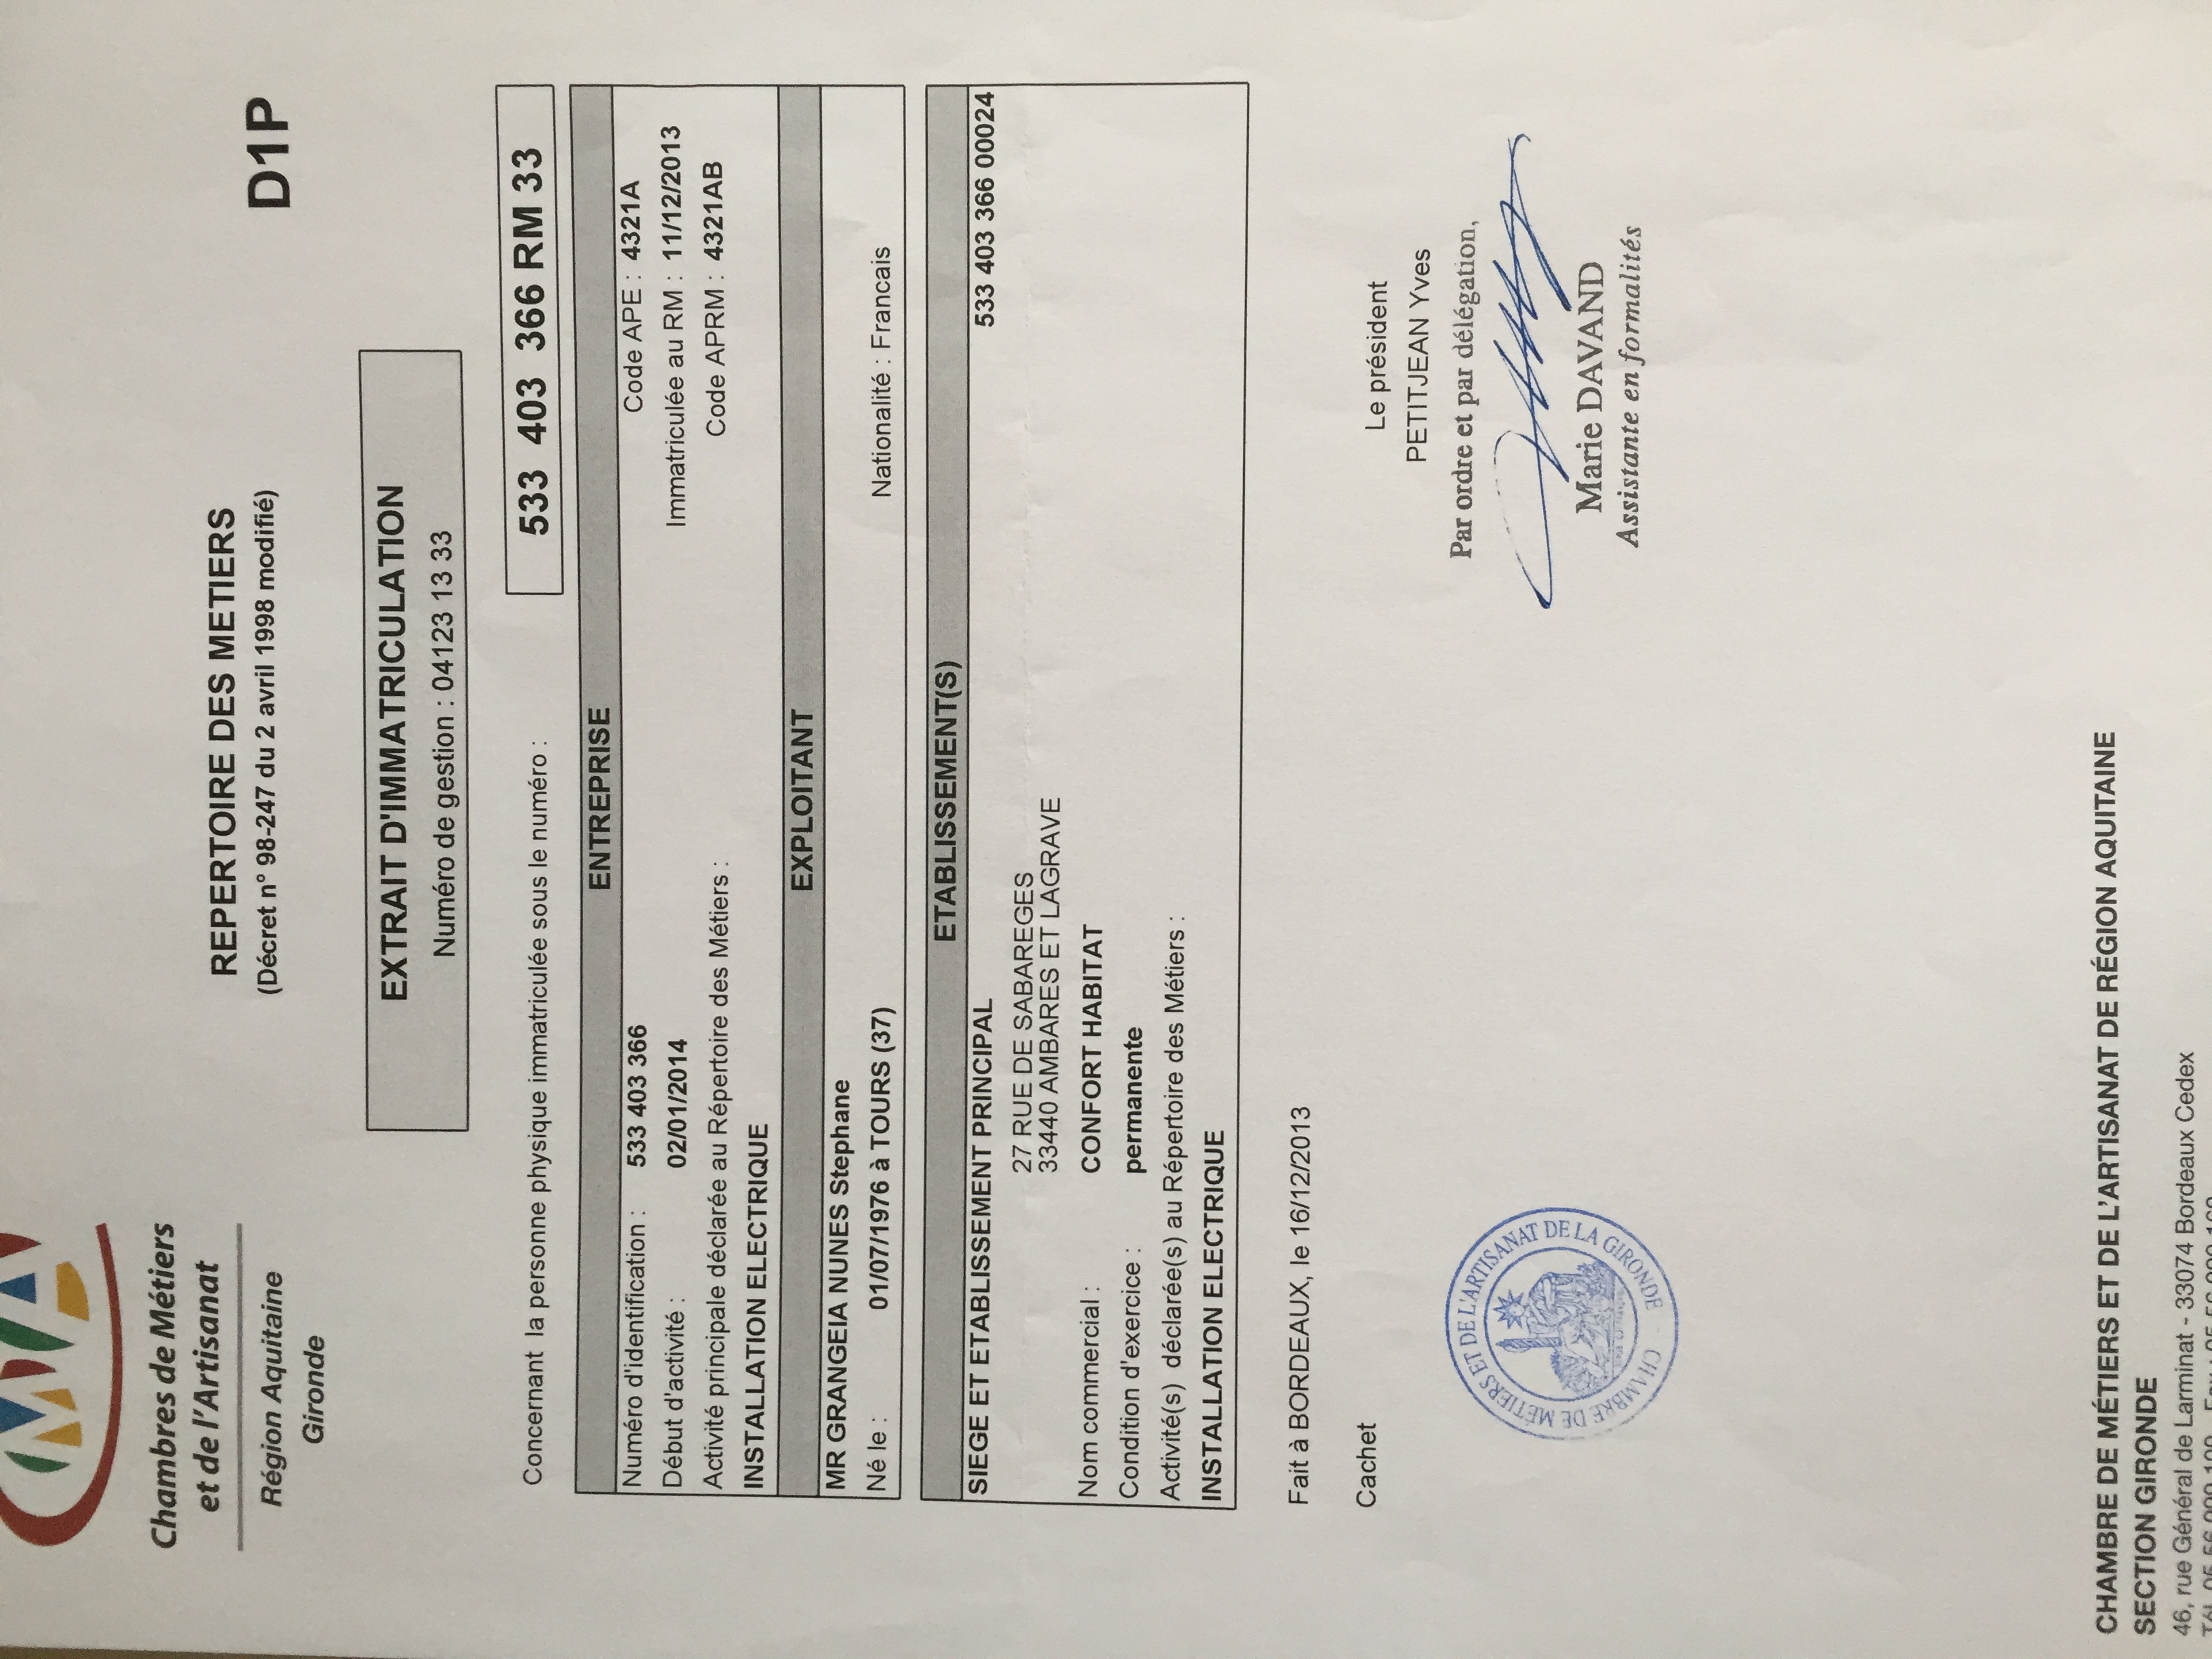 CMA
Chambres de Métiers
et de l'Artisanat
Région Aquitaine
Gironde
REPERTOIRE DES METIERS
(Décret n° 98-247 du 2 avril 1998 modifié)
D1P
EXTRAIT D'IMMATRICULATION
Numéro de gestion : 04123 13 33
Concernant la personne physique immatriculée sous le numéro :
533 403 366 RM 33
ENTREPRISE
Numéro d'identification : 533 403 366 Code APE : 4321A
Début d'activité : 02/01/2014 Immatriculée au RM : 11/12/2013
Activité principale déclarée au Répertoire des Métiers : Code APRM : 4321AB
INSTALLATION ELECTRIQUE
EXPLOITANT
MR GRANGEIA NUNES Stephane
Né le : 01/07/1976 à TOURS (37) Nationalité : Francais
ETABLISSEMENT(S)
SIEGE ET ETABLISSEMENT PRINCIPAL 533 403 366 00024
27 RUE DE SABAREGES
33440 AMBARES ET LAGRAVE
Nom commercial : CONFORT HABITAT
Condition d'exercice : permanente
Activité(s) déclarée(s) au Répertoire des Métiers :
INSTALLATION ELECTRIQUE
Fait à BORDEAUX, le 16/12/2013
Cachet
Le président
PETITJEAN Yves
Par ordre et par délégation,
Marie DAVAND
Assistante en formalités
CHAMBRE DE MÉTIERS ET DE L'ARTISANAT DE LA GIRONDE
CHAMBRE DE MÉTIERS ET DE L'ARTISANAT DE RÉGION AQUITAINE
SECTION GIRONDE
46, rue Général de Larminat - 33074 Bordeaux Cedex